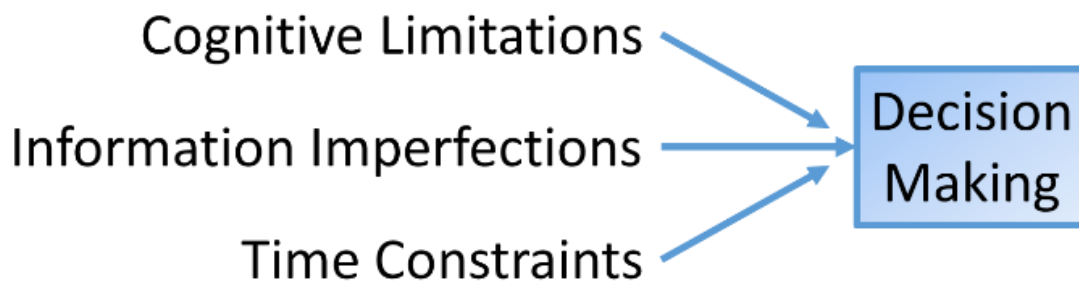 Cognitive Limitations
Information Imperfections
Time Constraints
Decision
Making